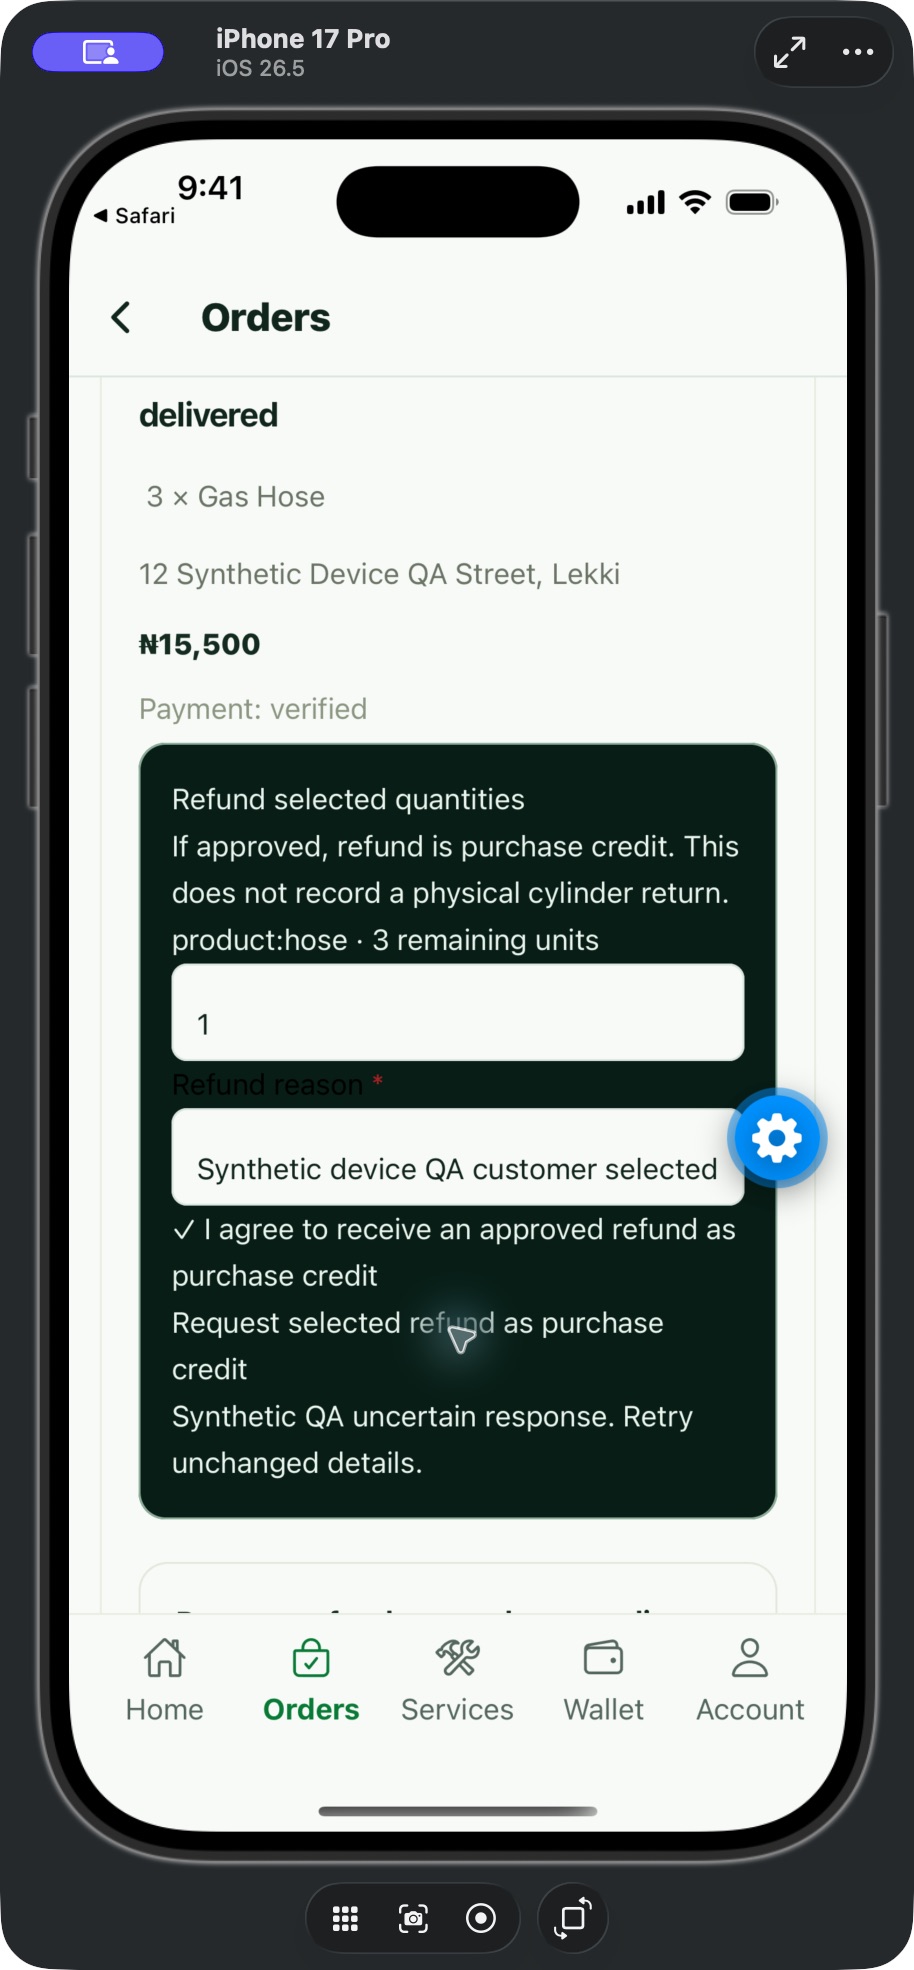 iPhone 17 Pro
iOS 26.5
9:41
◀ Safari
Orders
delivered
3 × Gas Hose
12 Synthetic Device QA Street, Lekki
₦15,500
Payment: verified
Refund selected quantities
If approved, refund is purchase credit. This
does not record a physical cylinder return.
product:hose · 3 remaining units
1
Refund reason *
Synthetic device QA customer selected
✓ I agree to receive an approved refund as
purchase credit
Request selected refund as purchase
credit
Synthetic QA uncertain response. Retry
unchanged details.
Home
Orders
Services
Wallet
Account